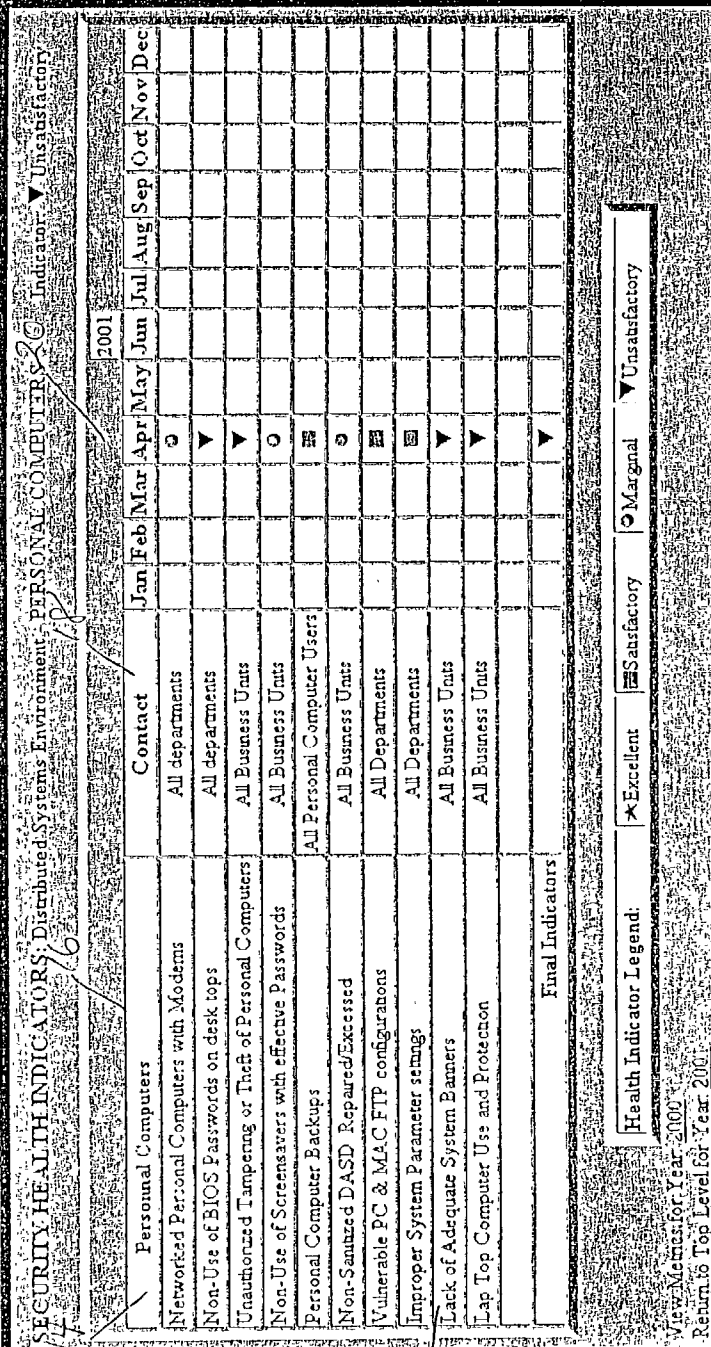 SECURITY HEALTH INDICATORS: Distributed Systems Environment, PERSONAL COMPUTERS Indicator: ▼ Unsatisfactory
14
16
18
20
2001
Personnal Computers Contact Jan Feb Mar Apr May Jun Jul Aug Sep Oct Nov Dec
Networked Personal Computers with Modems All departments
Non-Use of BIOS Passwords on desk tops All departments ▼
Unauthorized Tampering or Theft of Personal Computers All Business Units ▼
Non-Use of Screensavers with effective Passwords All Business Units
Personal Computer Backups All Personal Computer Users
Non-Sanitized DASD Repaired/Excessed All Business Units
Vulnerable PC & MAC FTP configurations All Departments
Improper System Parameter settings All Departments
Lack of Adequate System Banners All Business Units ▼
Lap Top Computer Use and Protection All Business Units ▼
Final Indicators ▼
Health Indicator Legend: ★Excellent Satisfactory Marginal ▼Unsatisfactory
View Metrics for Year 2000
Return to Top Level for Year 2001